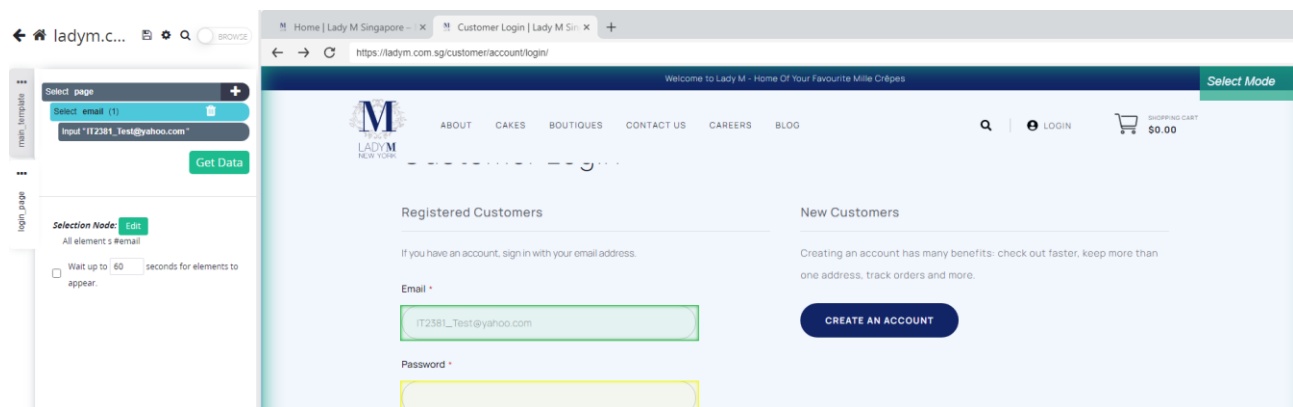 ladym.c...
BROWSE
main_template
login_page
Select page
Select email (1)
Input "IT2381_Test@yahoo.com"
Get Data
Selection Node: Edit
All element s #email
Wait up to 60 seconds for elements to
appear.
Home | Lady M Singapore –
Customer Login | Lady M Sin
https://ladym.com.sg/customer/account/login/
Welcome to Lady M - Home Of Your Favourite Mille Crêpes
Select Mode
M
LADY M
NEW YORK
ABOUT CAKES BOUTIQUES CONTACT US CAREERS BLOG
LOGIN
SHOPPING CART
$0.00
Customer Login
Registered Customers
If you have an account, sign in with your email address.
Email *
IT2381_Test@yahoo.com
Password *
New Customers
Creating an account has many benefits: check out faster, keep more than
one address, track orders and more.
CREATE AN ACCOUNT